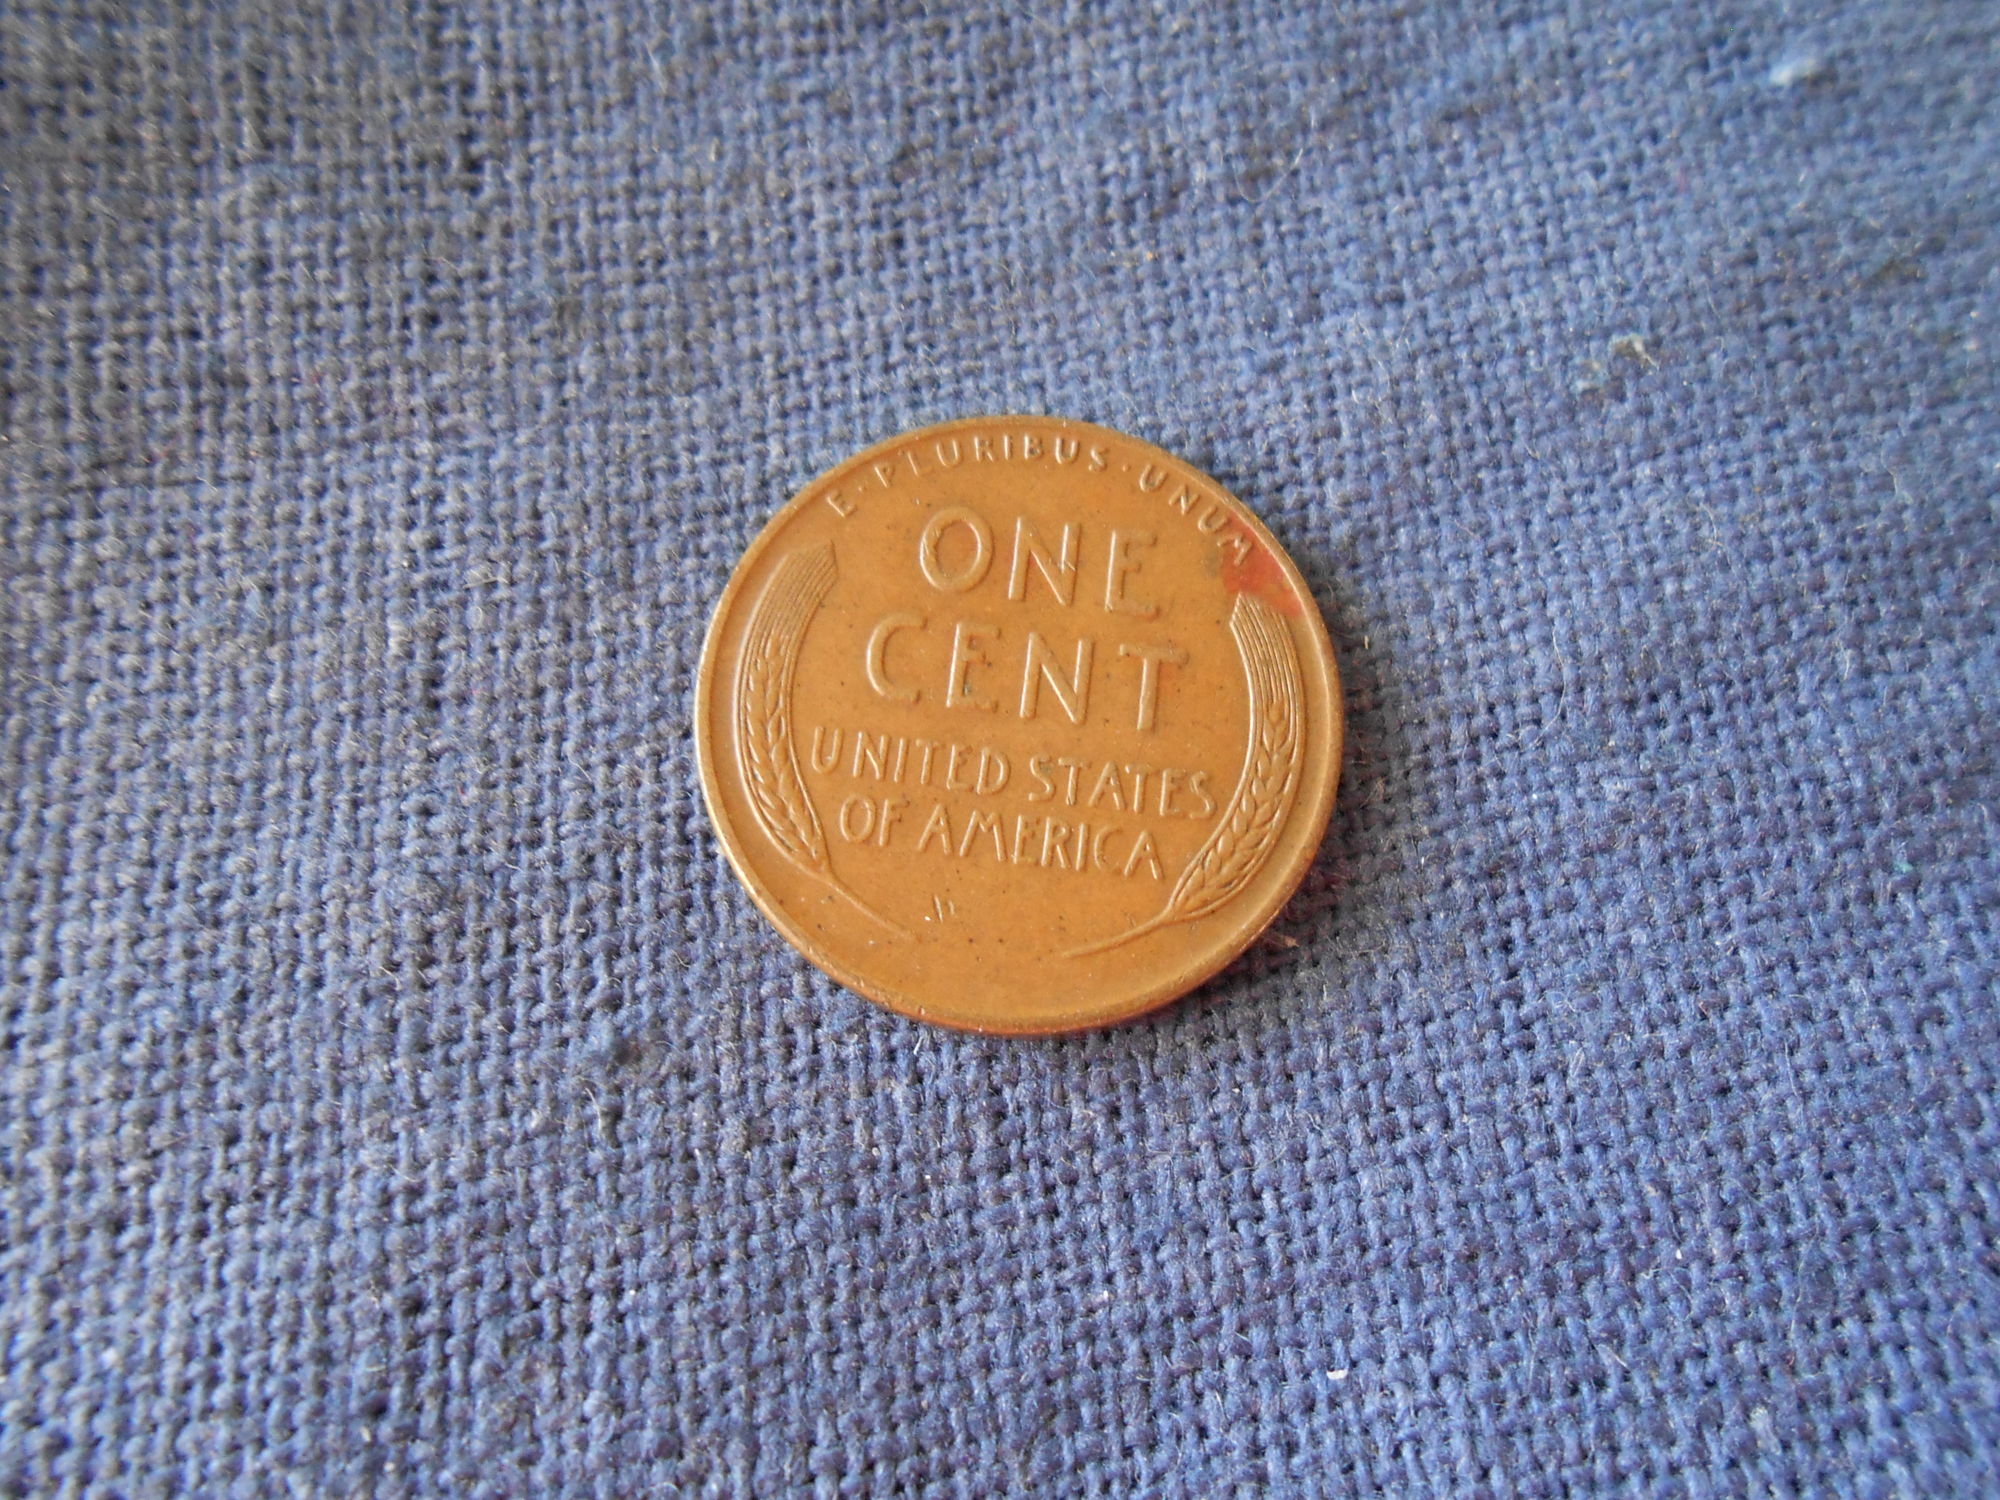 E·PLURIBUS·UNUM
ONE
CENT
UNITED STATES
OF AMERICA